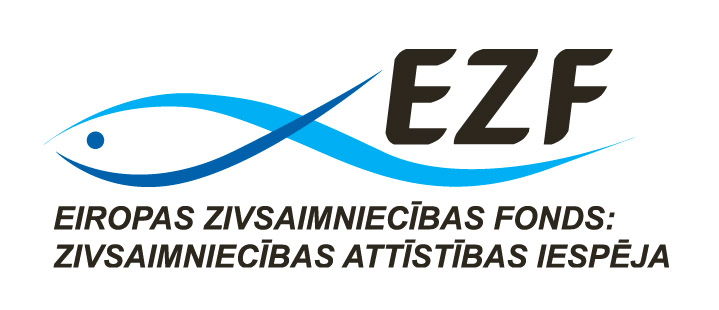 EZF
EIROPAS ZIVSAIMNIECĪBAS FONDS:
ZIVSAIMNIECĪBAS ATTĪSTĪBAS IESPĒJA